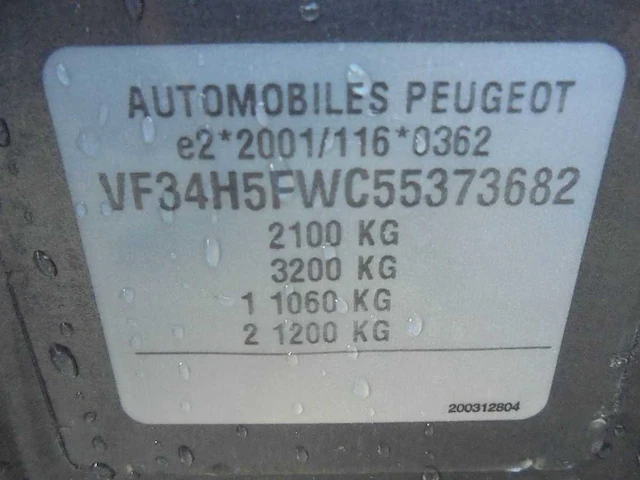 AUTOMOBILES PEUGEOT
e2*2001/116*0362
VF34H5FWC55373682
2100 KG
3200 KG
1 1060 KG
2 1200 KG
200312804